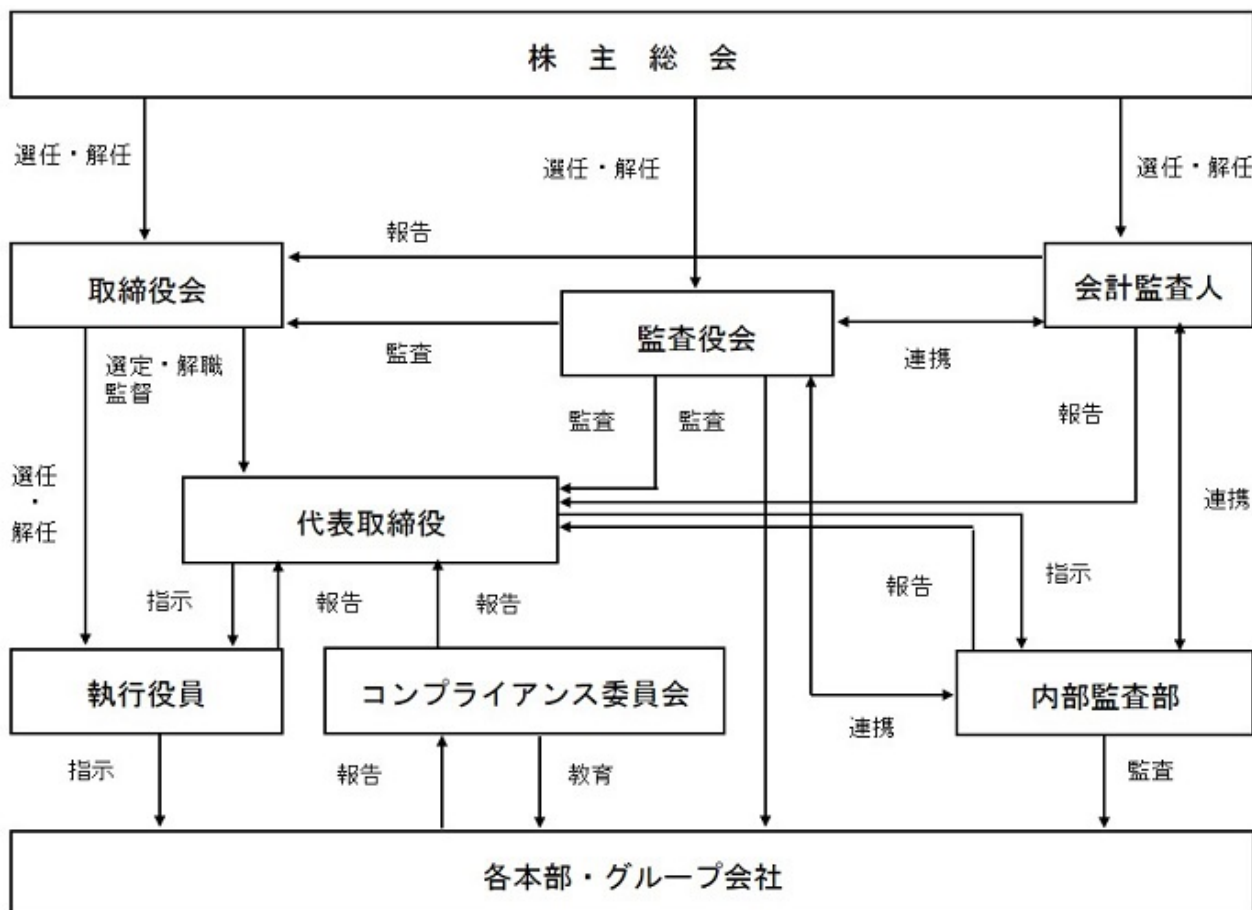 株 主 総 会
選任・解任
選任・解任
選任・解任
報告
取締役会
会計監査人
監査役会
監査
連携
選定・解職
監督
監査
監査
報告
選任
・
解任
連携
代表取締役
指示
報告
報告
報告
指示
執行役員
コンプライアンス委員会
内部監査部
連携
指示
報告
教育
監査
各本部・グループ会社